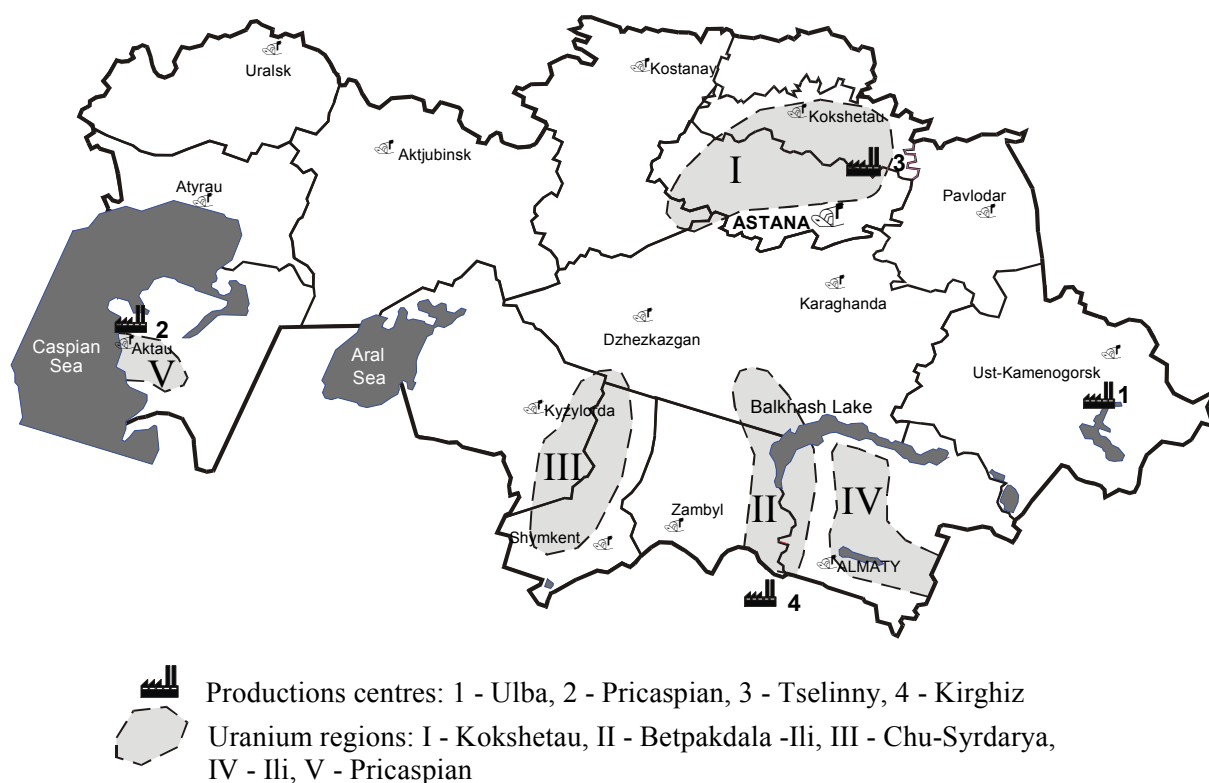 Uralsk
Kostanay
Kokshetau
Aktjubinsk
I
3
Atyrau
Pavlodar
ASTANA
Karaghanda
2
Dzhezkazgan
Aktau
Caspian
Sea
V
Aral
Sea
Ust-Kamenogorsk
1
Kyzylorda
Balkhash Lake
III
II
IV
Zambyl
Shymkent
ALMATY
4
Productions centres: 1 - Ulba, 2 - Pricaspian, 3 - Tselinny, 4 - Kirghiz
Uranium regions: I - Kokshetau, II - Betpakdala -Ili, III - Chu-Syrdarya,
IV - Ili, V - Pricaspian